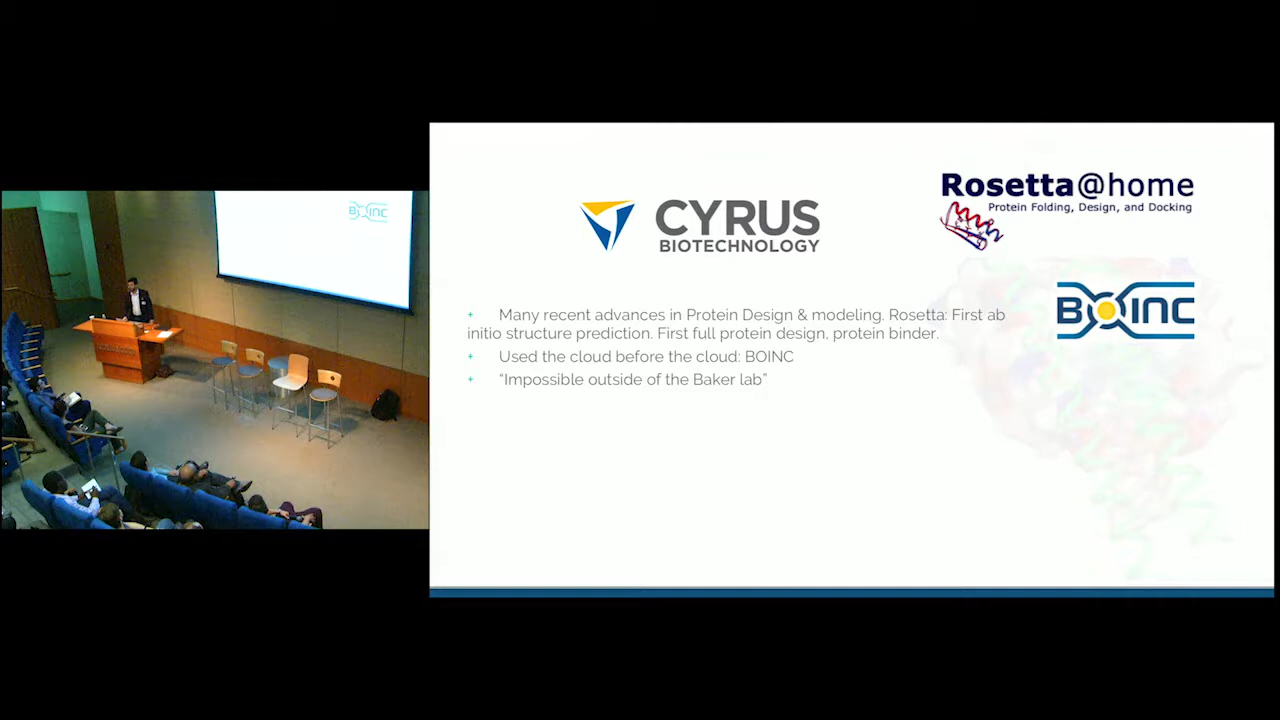 BOINC
CYRUS
BIOTECHNOLOGY
Rosetta@home
Protein Folding, Design, and Docking
BOINC
+ Many recent advances in Protein Design & modeling. Rosetta: First ab
initio structure prediction. First full protein design, protein binder.
+ Used the cloud before the cloud: BOINC
+ “Impossible outside of the Baker lab”